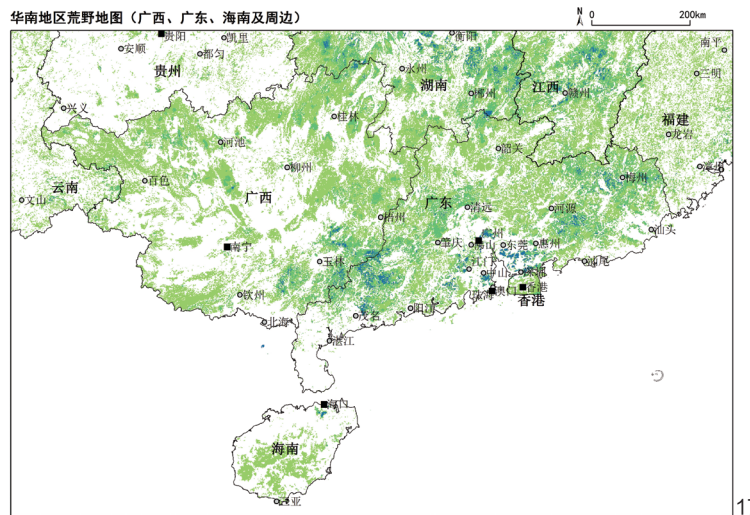 华南地区荒野地图（广西、广东、海南及周边）
N
0 200km
贵阳 凯里 衡阳 南平
安顺 都匀
贵州 永州 三明
湖南 江西
郴州 赣州
兴义 桂林 福建
龙岩
河池 韶关
柳州 漳州
百色 梅州
云南 广西 广东
文山 清远 河源
梧州
汕头
肇庆 佛山 东莞 惠州
南宁
玉林 江门 汕尾
中山 深圳
钦州 珠海 澳门 香港
香港
北海 茂名 阳江
湛江
海口
海南
三亚
17